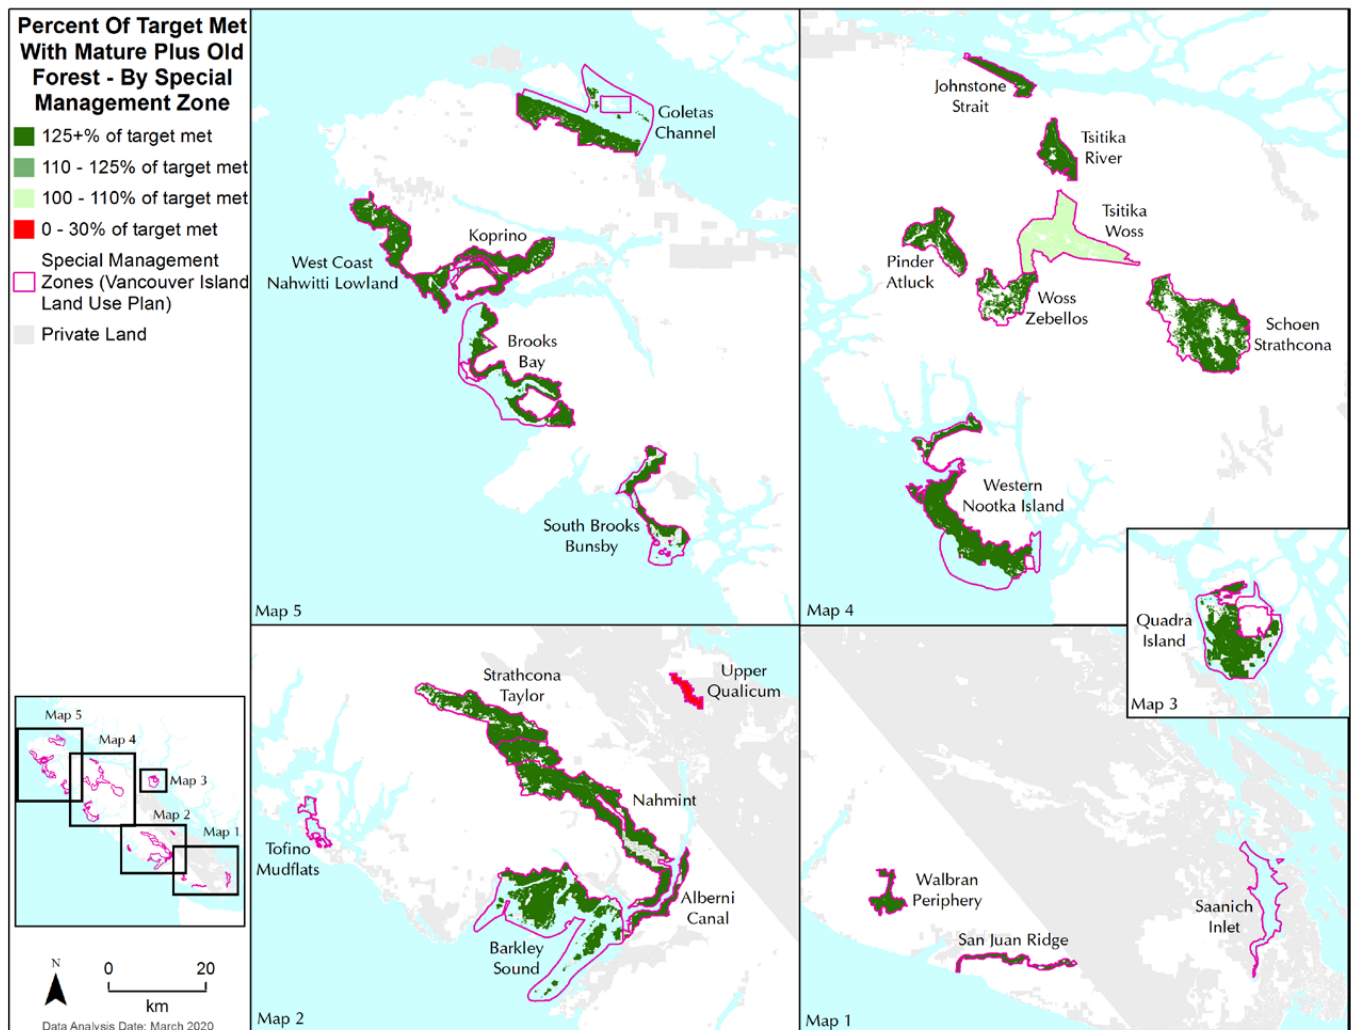 Percent Of Target Met
With Mature Plus Old
Forest - By Special
Management Zone
125+% of target met
110 - 125% of target met
100 - 110% of target met
0 - 30% of target met
Special Management
Zones (Vancouver Island
Land Use Plan)
Private Land
Goletas
Channel
Koprino
West Coast
Nahwitti Lowland
Brooks
Bay
South Brooks
Bunsby
Map 5
Johnstone
Strait
Tsitika
River
Tsitika
Woss
Pinder
Atluck
Woss
Zebellos
Schoen
Strathcona
Western
Nootka Island
Map 4
Quadra
Island
Map 3
Strathcona
Taylor
Upper
Qualicum
Nahmint
Tofino
Mudflats
Alberni
Canal
Barkley
Sound
Map 2
Walbran
Periphery
San Juan Ridge
Saanich
Inlet
Map 1
Map 5
Map 4
Map 3
Map 2
Map 1
N
0 20
km
Data Analysis Date: March 2020